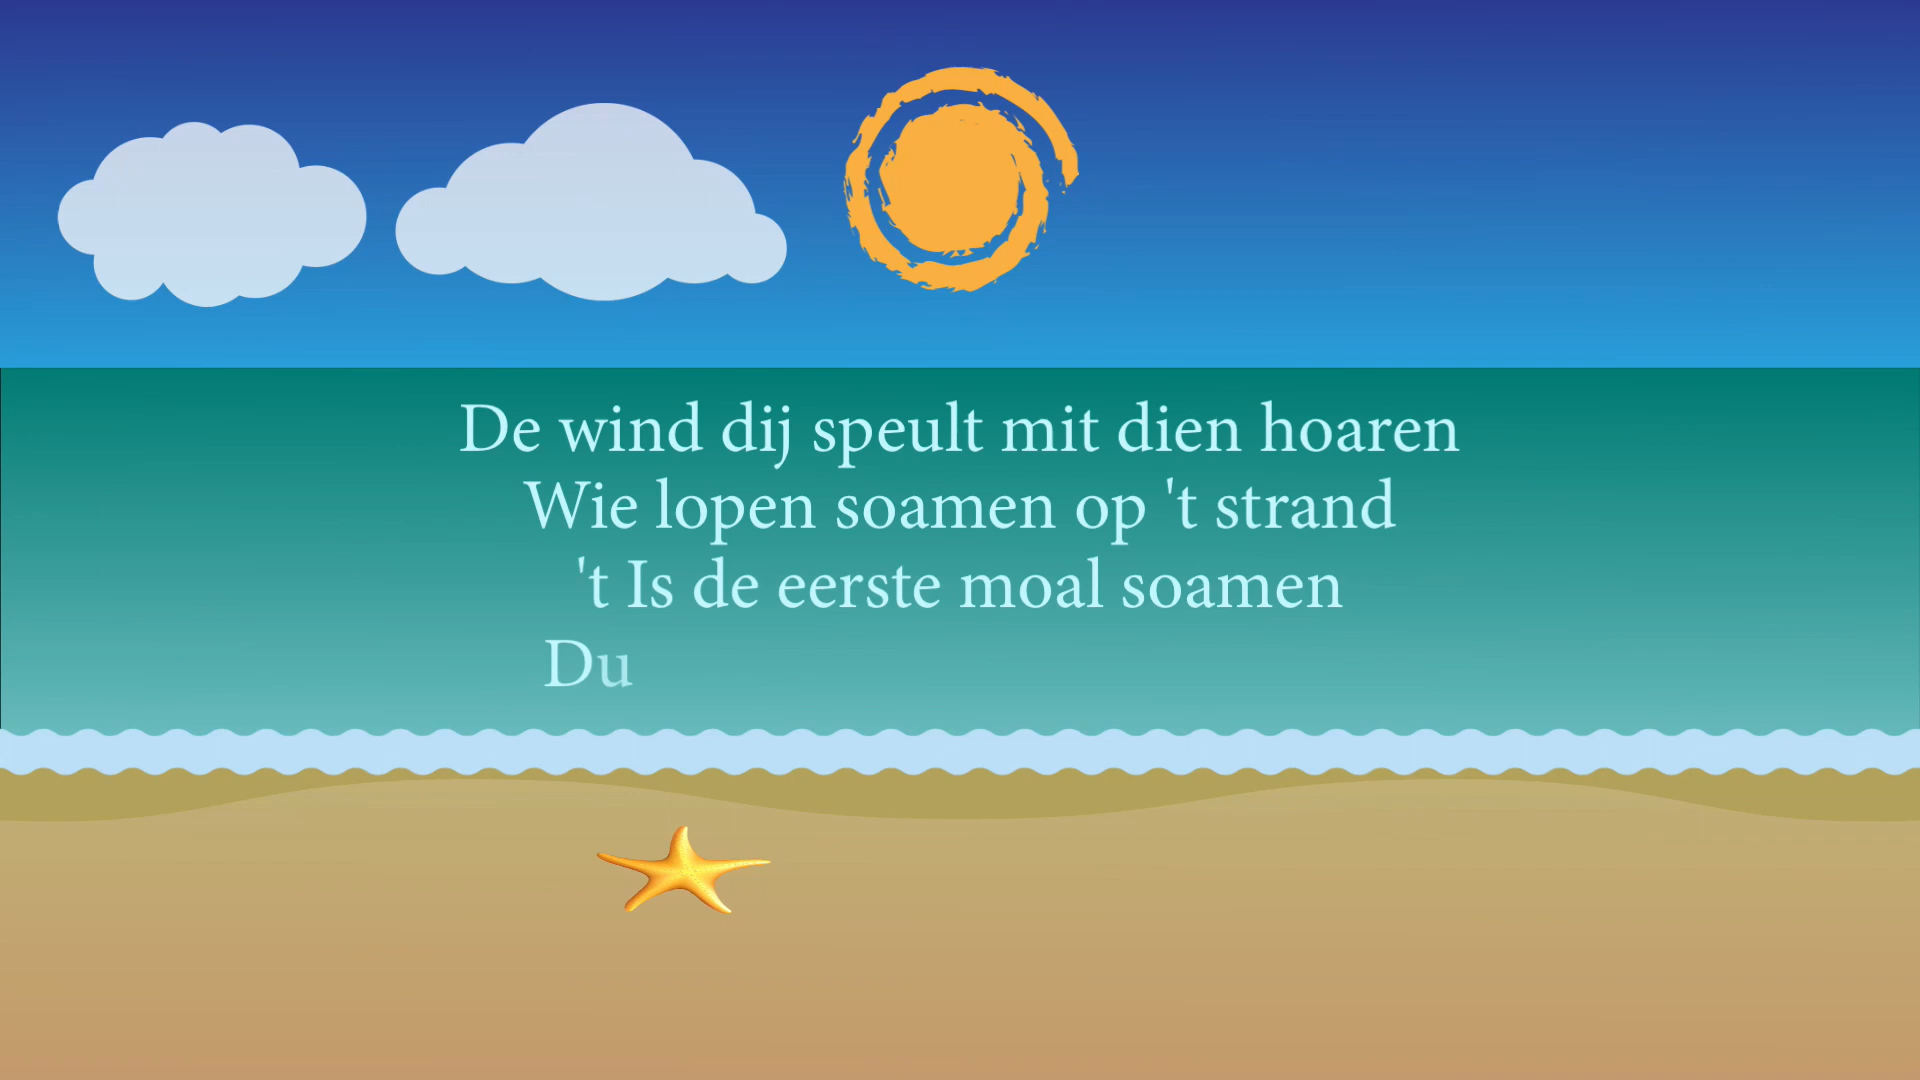 De wind dij speult mit dien hoaren
Wie lopen soamen op 't strand
't Is de eerste moal soamen
Du